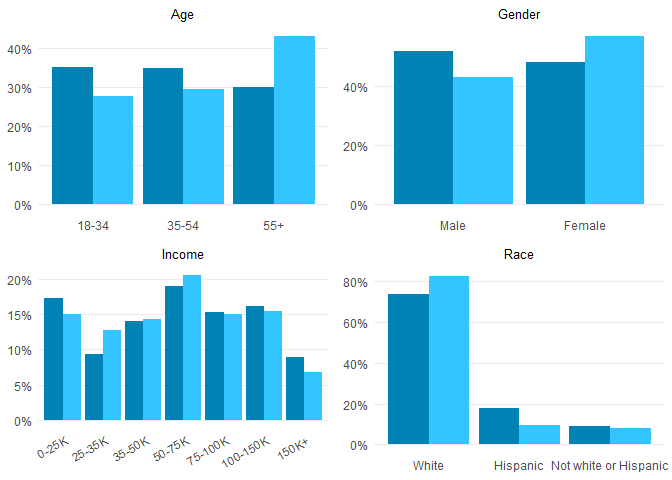 Age
40%
30%
20%
10%
0%
18-34 35-54 55+
Gender
40%
20%
0%
Male Female
Income
20%
15%
10%
5%
0%
0-25K 25-35K 35-50K 50-75K 75-100K 100-150K 150K+
Race
80%
60%
40%
20%
0%
White Hispanic Not white or Hispanic